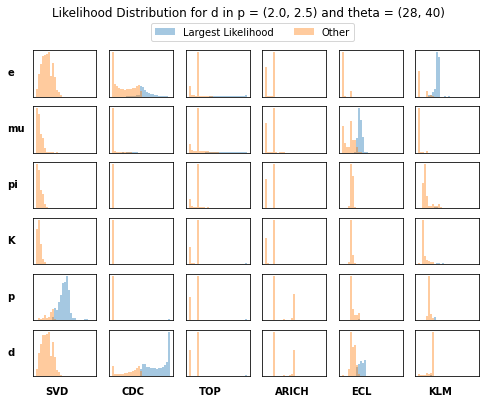 Likelihood Distribution for d in p = (2.0, 2.5) and theta = (28, 40)
Largest Likelihood Other
e
mu
pi
K
p
d
SVD CDC TOP ARICH ECL KLM